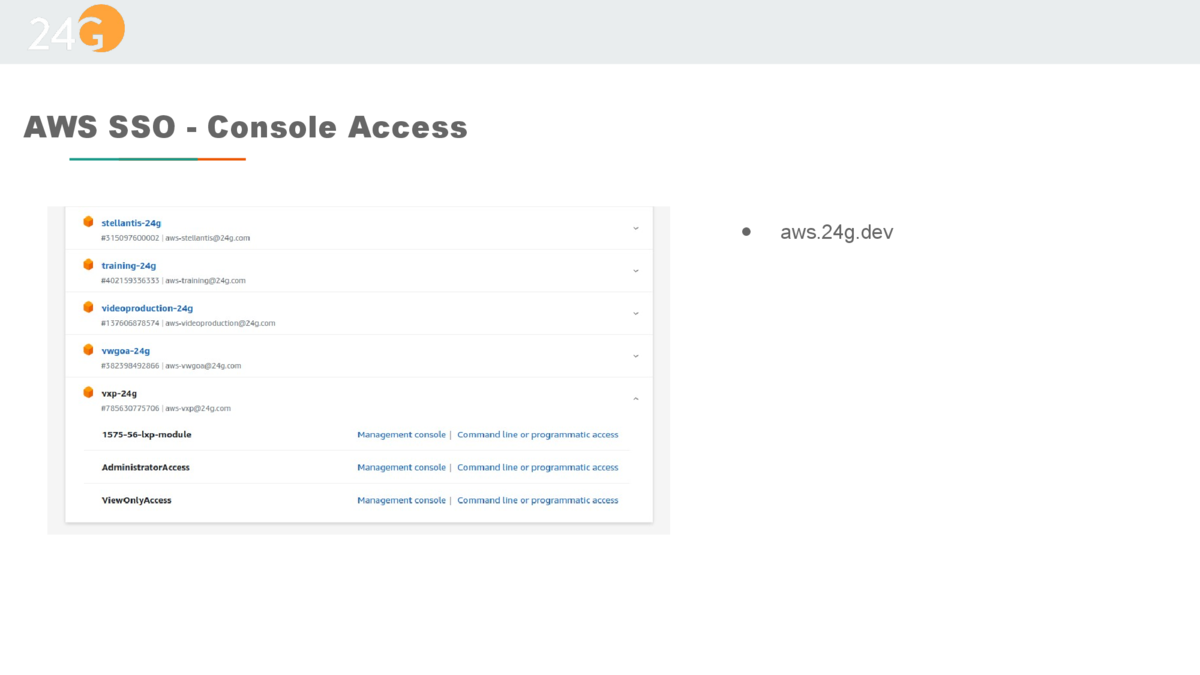 24G
AWS SSO - Console Access
stellantis-24g
#315097600002 | aws-stellantis@24g.com
training-24g
#402159336333 | aws-training@24g.com
videoproduction-24g
#137606878574 | aws-videoproduction@24g.com
vwgoa-24g
#382398492866 | aws-vwgoa@24g.com
vxp-24g
#785630775706 | aws-vxp@24g.com
1575-56-lxp-module Management console | Command line or programmatic access
AdministratorAccess Management console | Command line or programmatic access
ViewOnlyAccess Management console | Command line or programmatic access
● aws.24g.dev